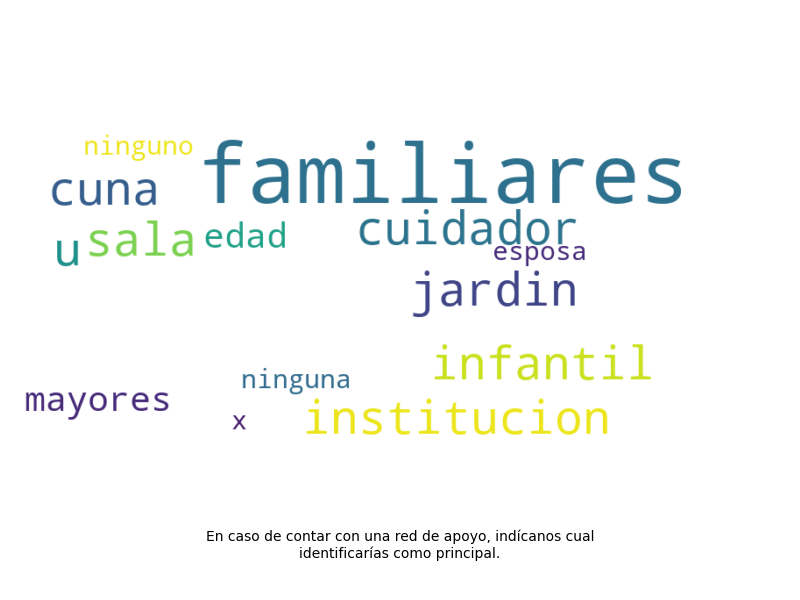 ninguno
familiares
cuna
cuidador
u sala edad
esposa
jardin
infantil
ninguna
mayores
institucion
x
En caso de contar con una red de apoyo, indícanos cual
identificarías como principal.